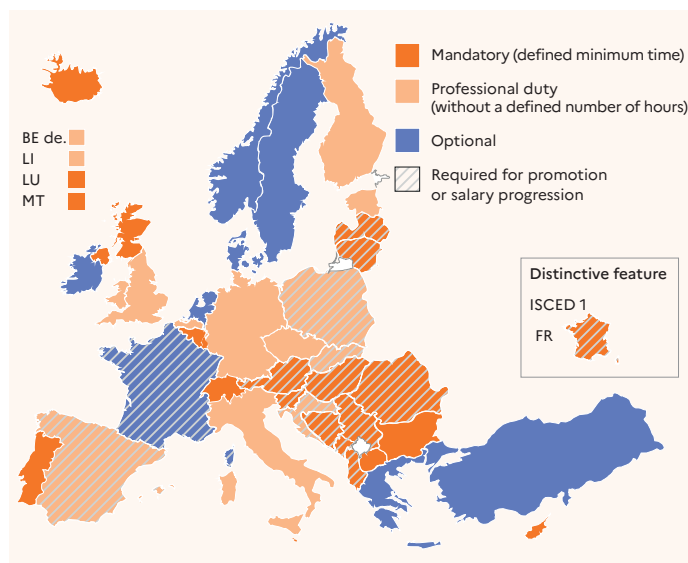 Mandatory (defined minimum time)
Professional duty
(without a defined number of hours)
Optional
Required for promotion
or salary progression
BE de.
LI
LU
MT
Distinctive feature
ISCED 1
FR